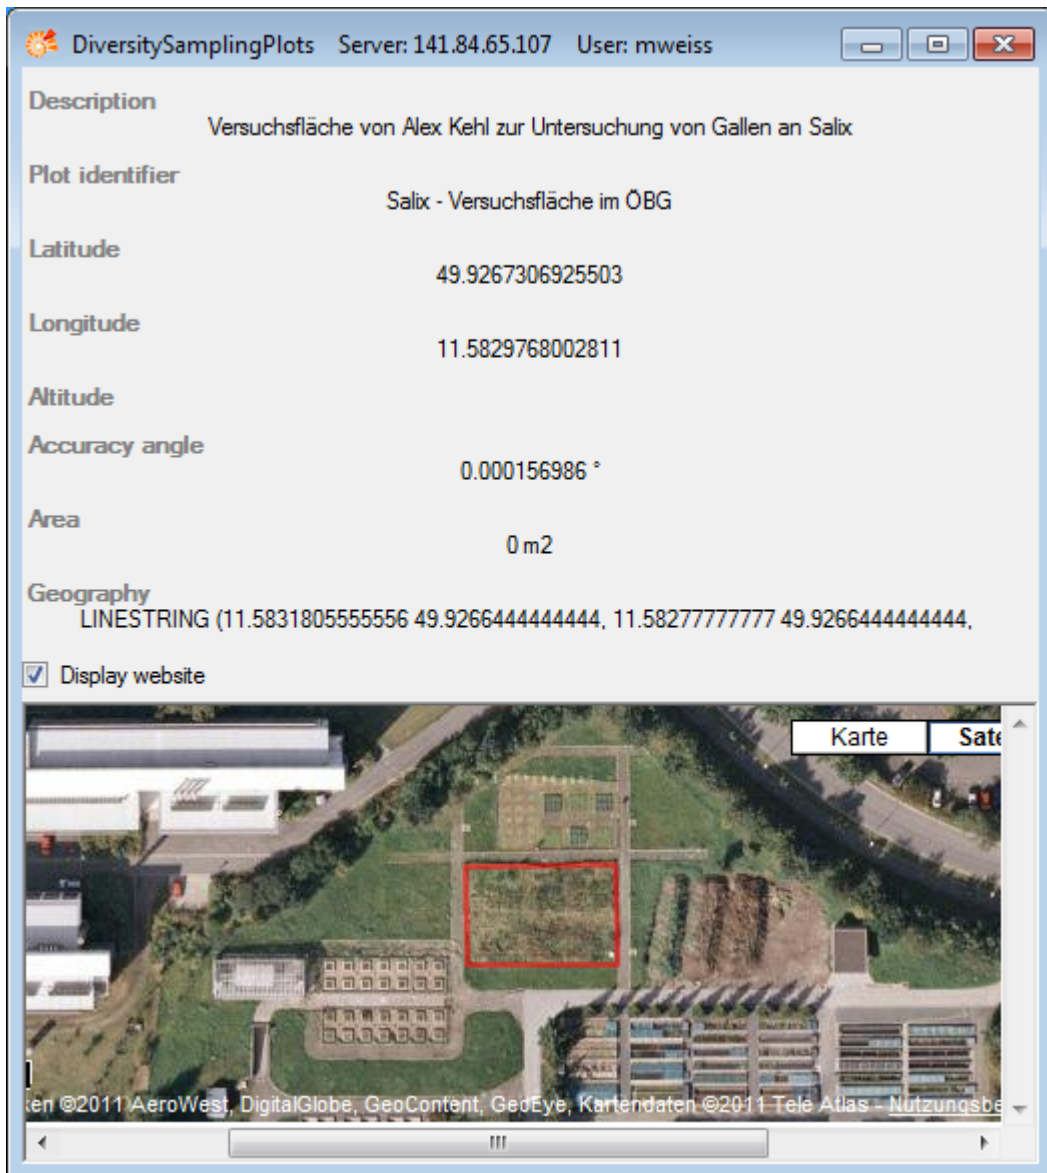 DiversitySamplingPlots Server: 141.84.65.107 User: mweiss
Description
Versuchsfläche von Alex Kehl zur Untersuchung von Gallen an Salix
Plot identifier
Salix - Versuchsfläche im ÖBG
Latitude
49.9267306925503
Longitude
11.5829768002811
Altitude
Accuracy angle
0.000156986 °
Area
0 m2
Geography
LINESTRING (11.5831805555556 49.9266444444444, 11.58277777777 49.9266444444444,
Display website
Karte Sate
ken ©2011 AeroWest, DigitalGlobe, GeoContent, GeoEye, Kartendaten ©2011 Tele Atlas - Nutzungsbe